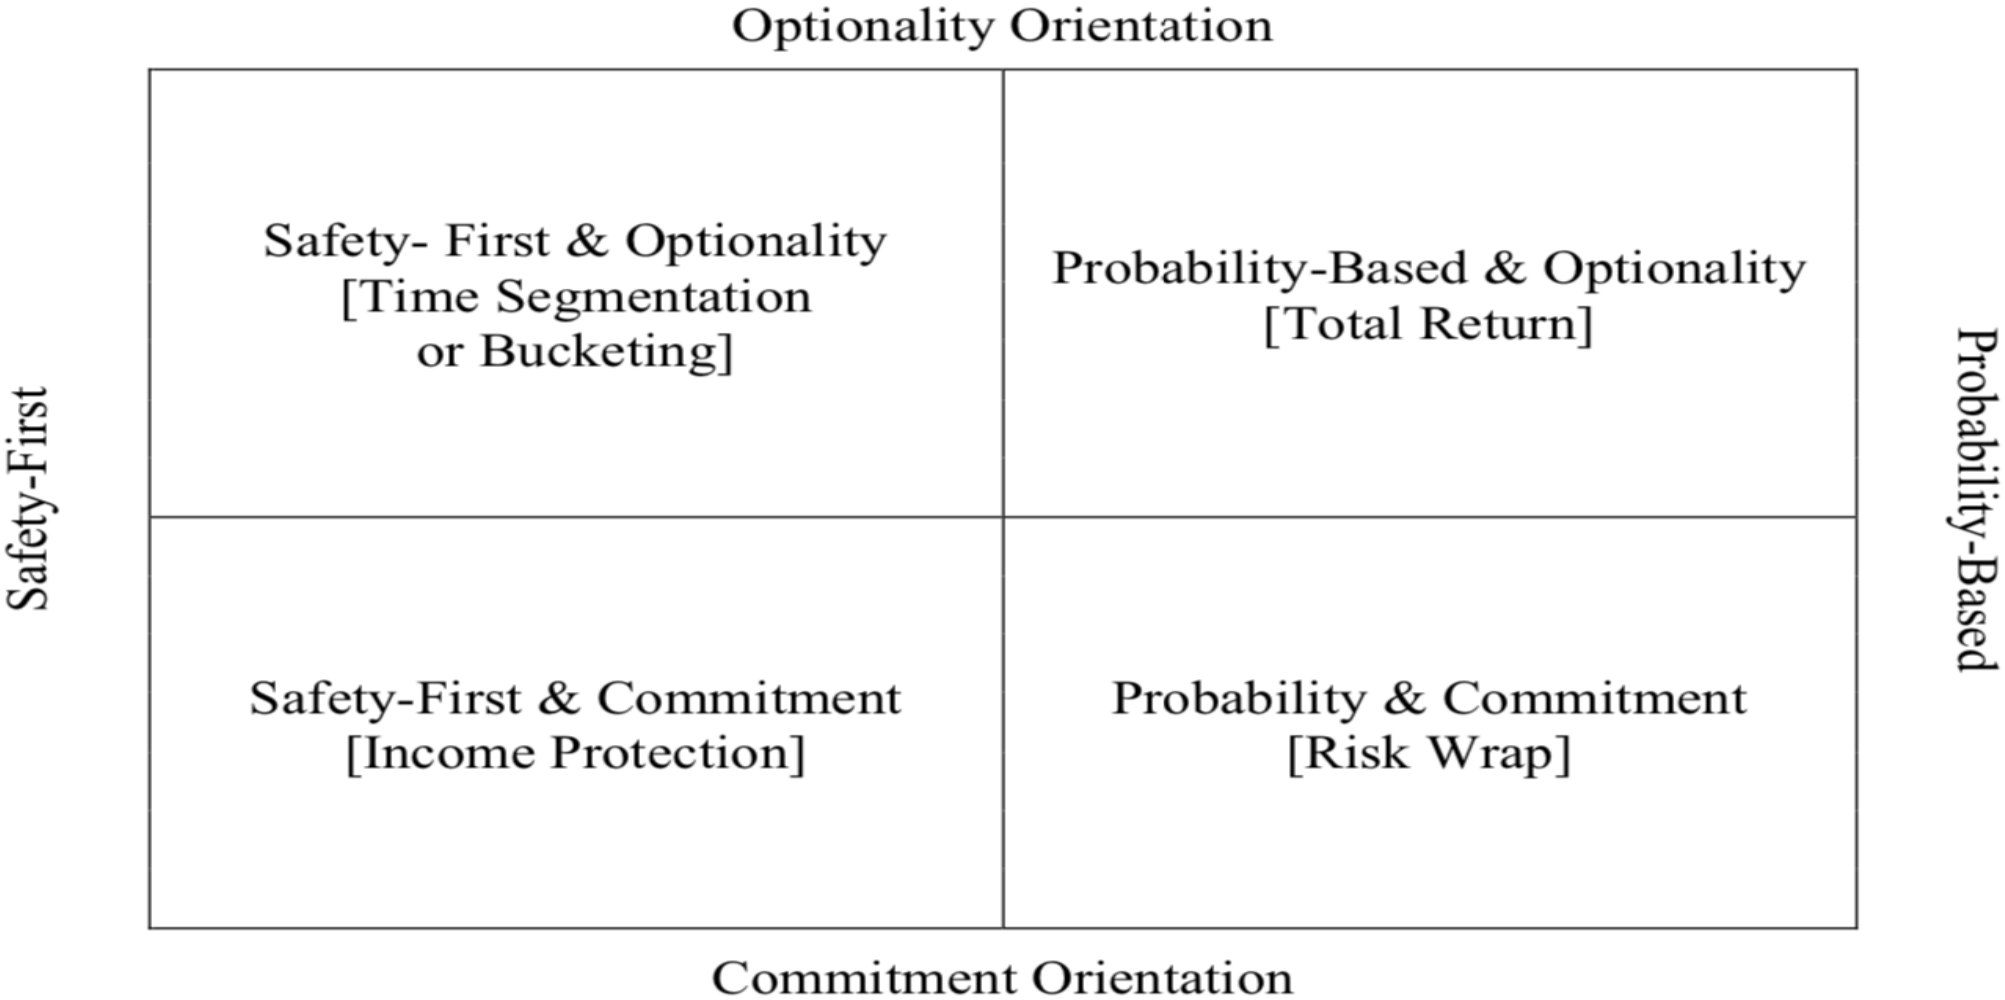 Optionality Orientation
Safety- First & Optionality
[Time Segmentation
or Bucketing]
Probability-Based & Optionality
[Total Return]
Safety-First
Probability-Based
Safety-First & Commitment
[Income Protection]
Probability & Commitment
[Risk Wrap]
Commitment Orientation